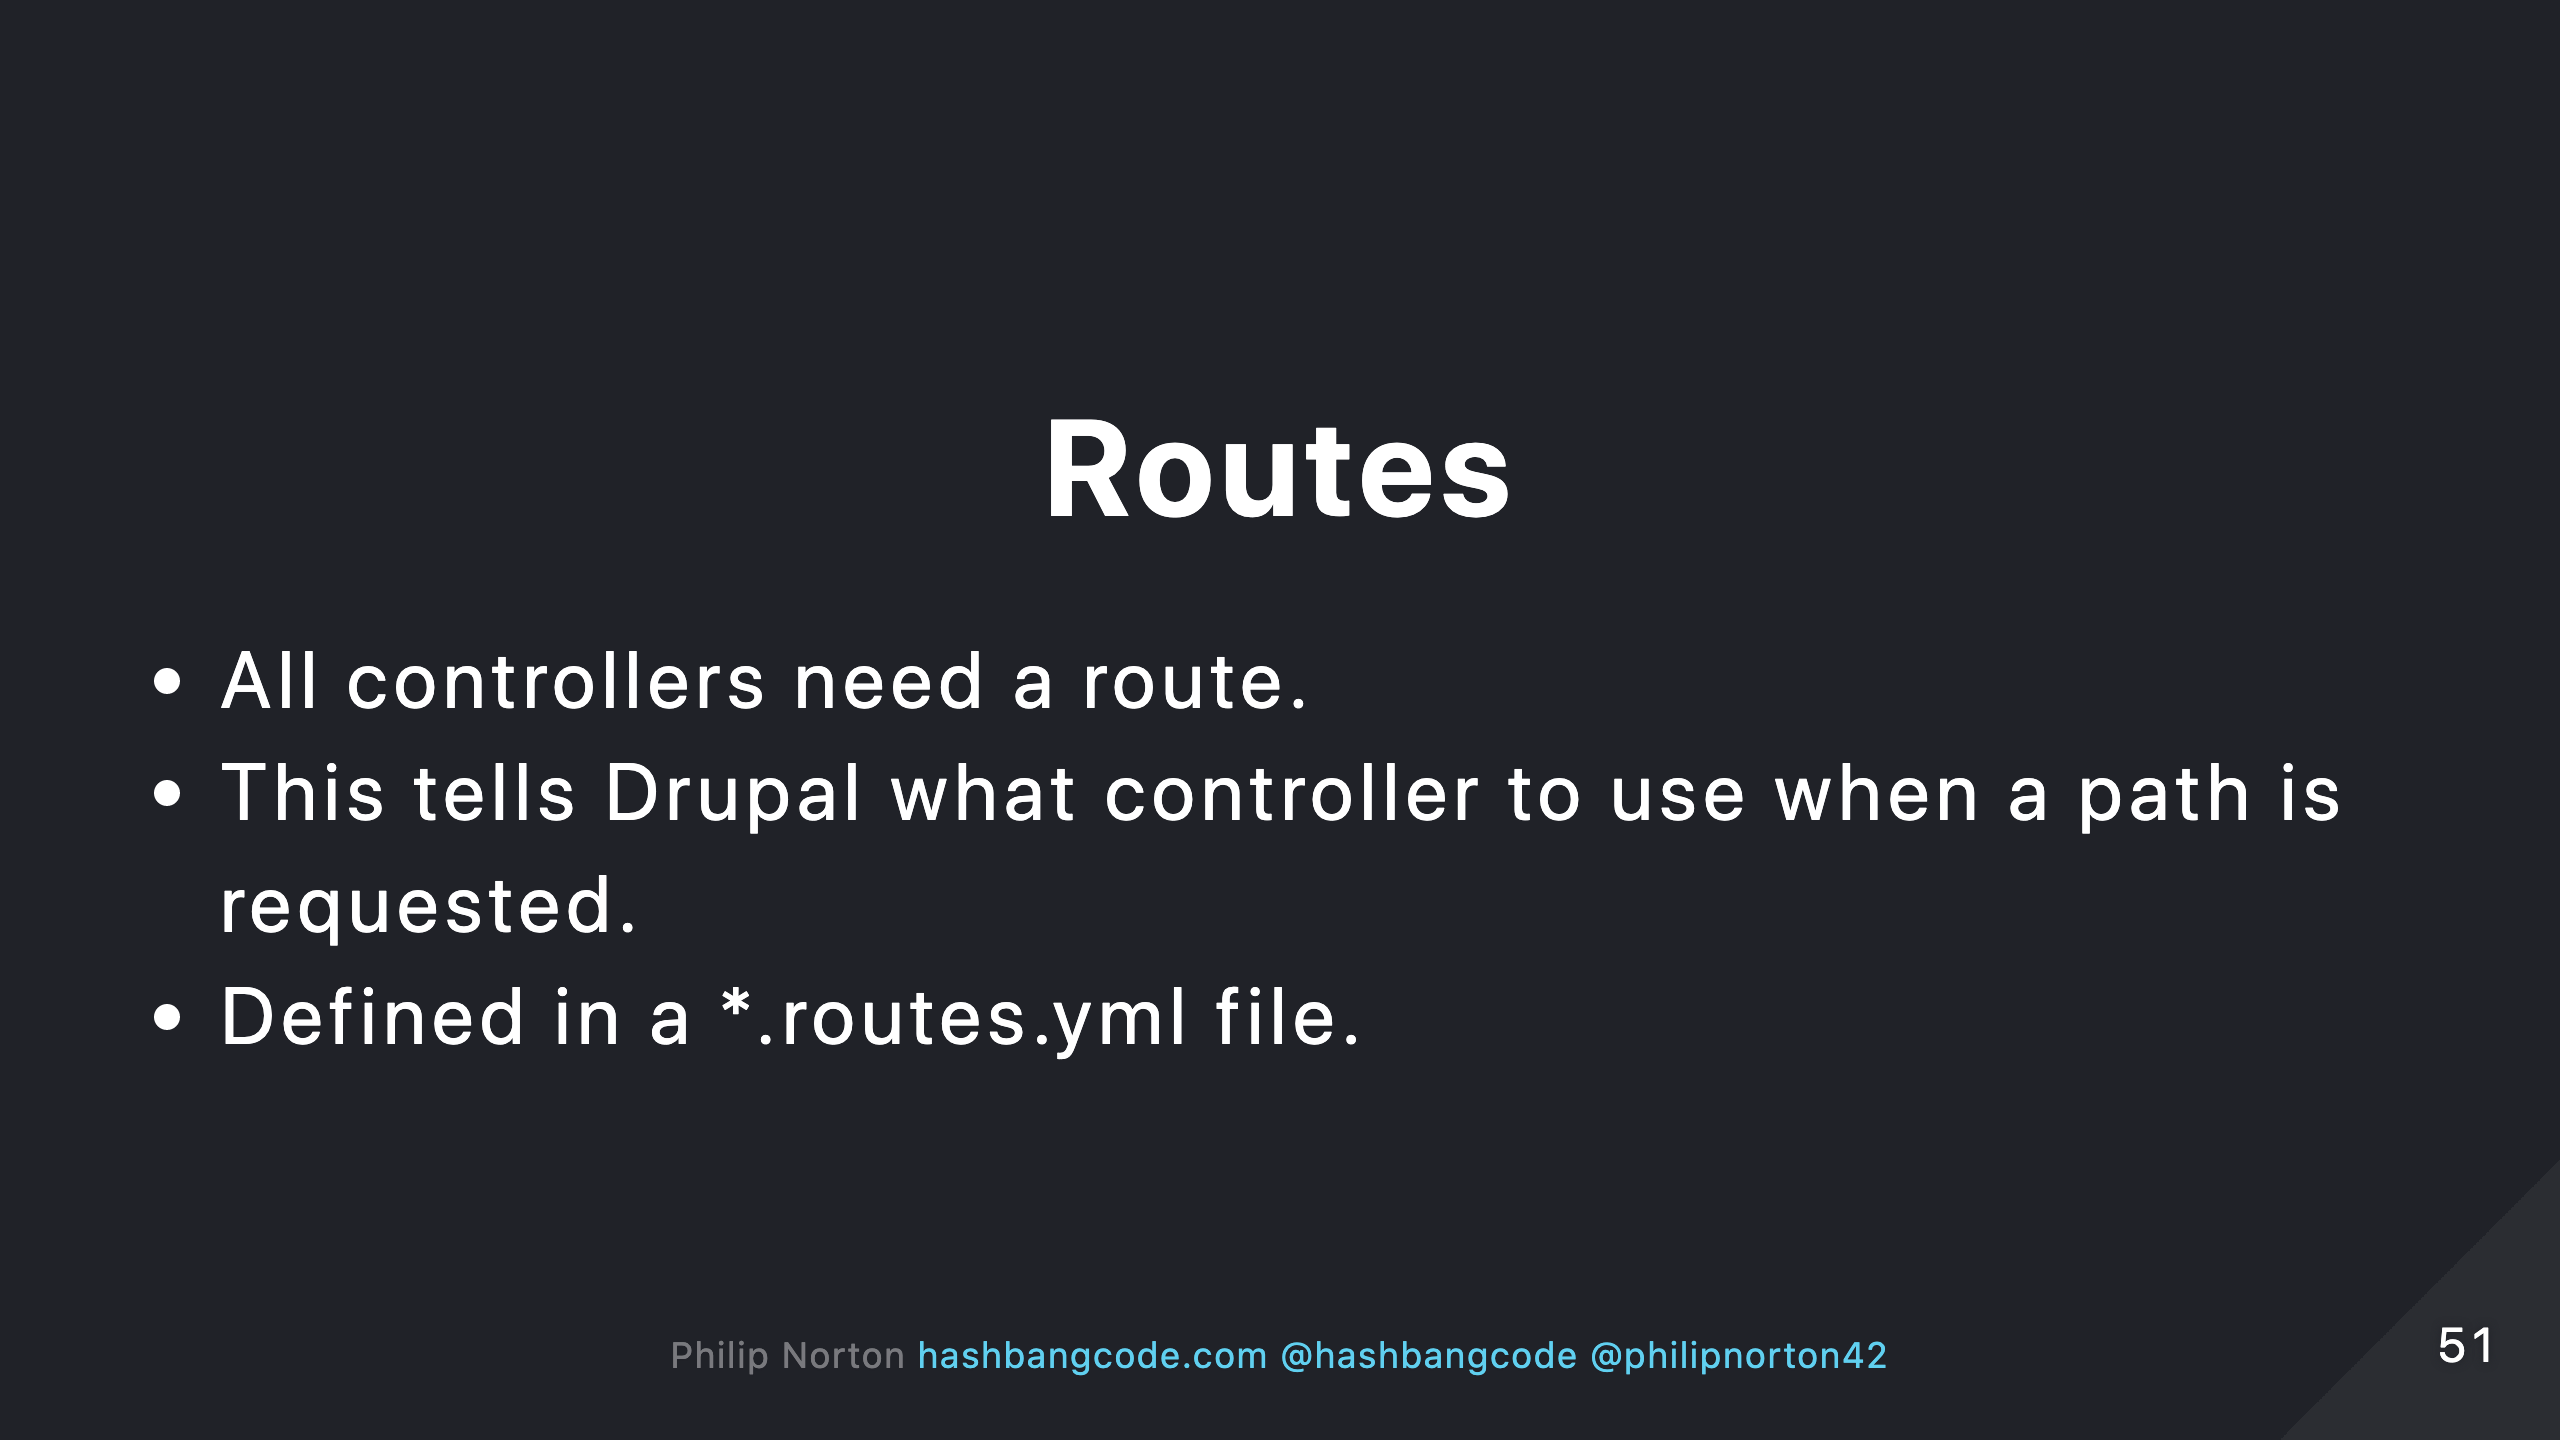 Routes
• All controllers need a route.
• This tells Drupal what controller to use when a path is
requested.
• Defined in a *.routes.yml file.
Philip Norton hashbangcode.com @hashbangcode @philipnorton42
51